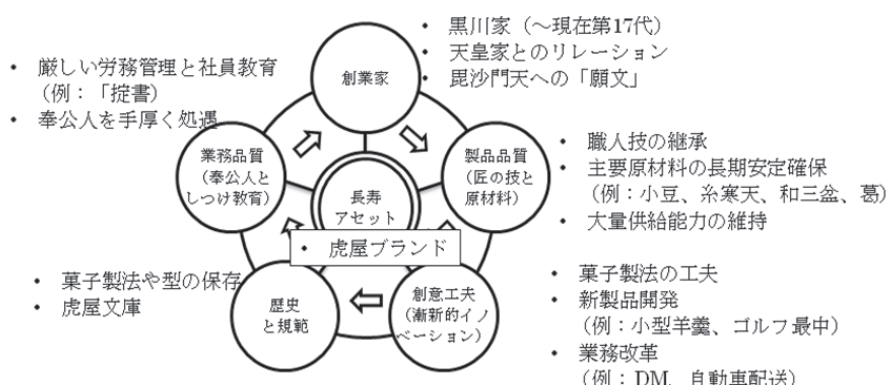 • 黒川家（～現在第17代）
• 天皇家とのリレーション
• 毘沙門天への「願文」
• 厳しい労務管理と社員教育
（例：「掟書）
• 奉公人を手厚く処遇
創業家
業務品質
（奉公人と
しつけ教育）
製品品質
（匠の技と
原材料）
• 職人技の継承
• 主要原材料の長期安定確保
（例：小豆、糸寒天、和三盆、葛）
• 大量供給能力の維持
長寿
アセット
• 虎屋ブランド
• 菓子製法や型の保存
• 虎屋文庫
歴史
と規範
創意工夫
（漸新的イノ
ベーション）
• 菓子製法の工夫
• 新製品開発
（例：小型羊羹、ゴルフ最中）
• 業務改革
（例：DM、自動車配送）